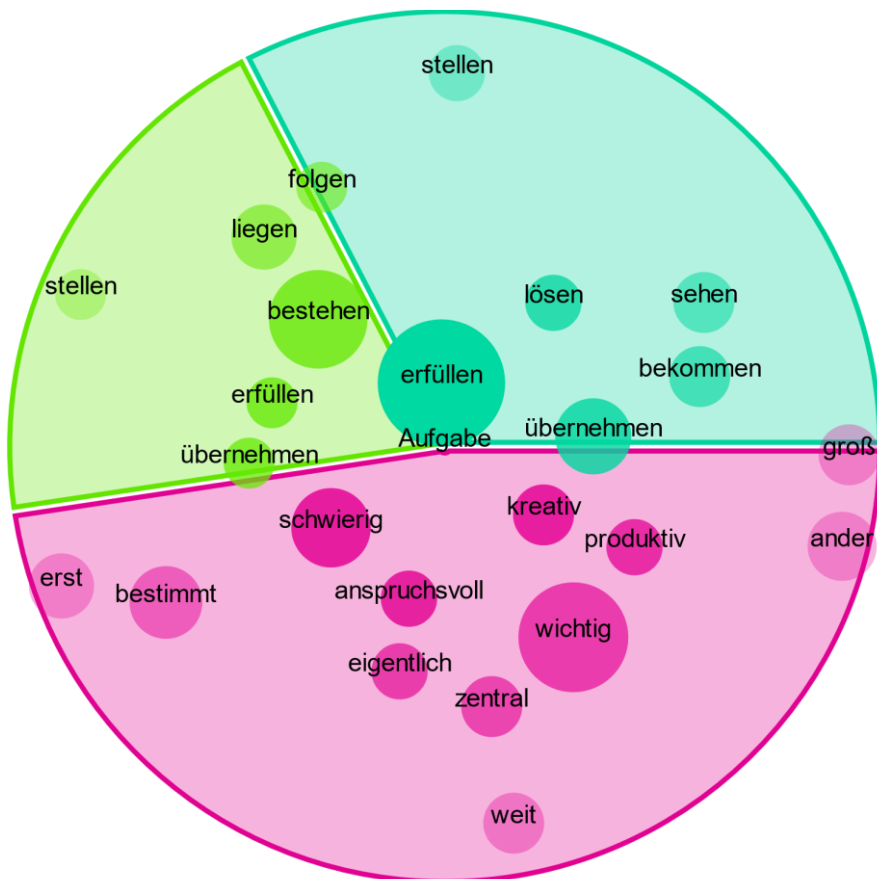 stellen
folgen
liegen
stellen
bestehen
lösen
sehen
erfüllen
bekommen
erfüllen
übernehmen
Aufgabe
übernehmen
groß
kreativ
schwierig
produktiv
ander
erst
bestimmt
anspruchsvoll
wichtig
eigentlich
zentral
weit